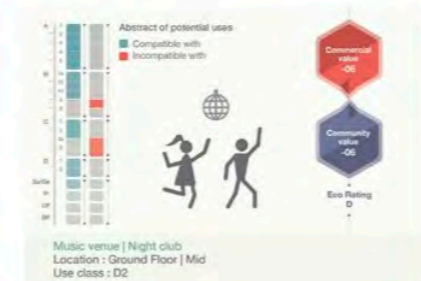 Abstract of potential uses
Compatible with
Incompatible with
A
B
C
D
Commercial
value
-06
Community
value
-06
Eco Rating
D
Music venue | Night club
Location : Ground Floor | Mid
Use class : D2